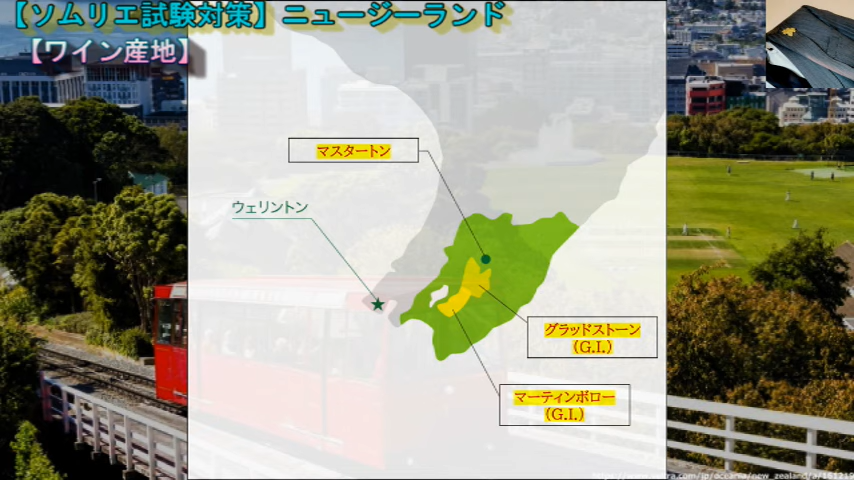 【ソムリエ試験対策】ニュージーランド
【ワイン産地】
マスタートン
ウェリントン
グラッドストーン
(G.I.)
マーティンボロー
(G.I.)